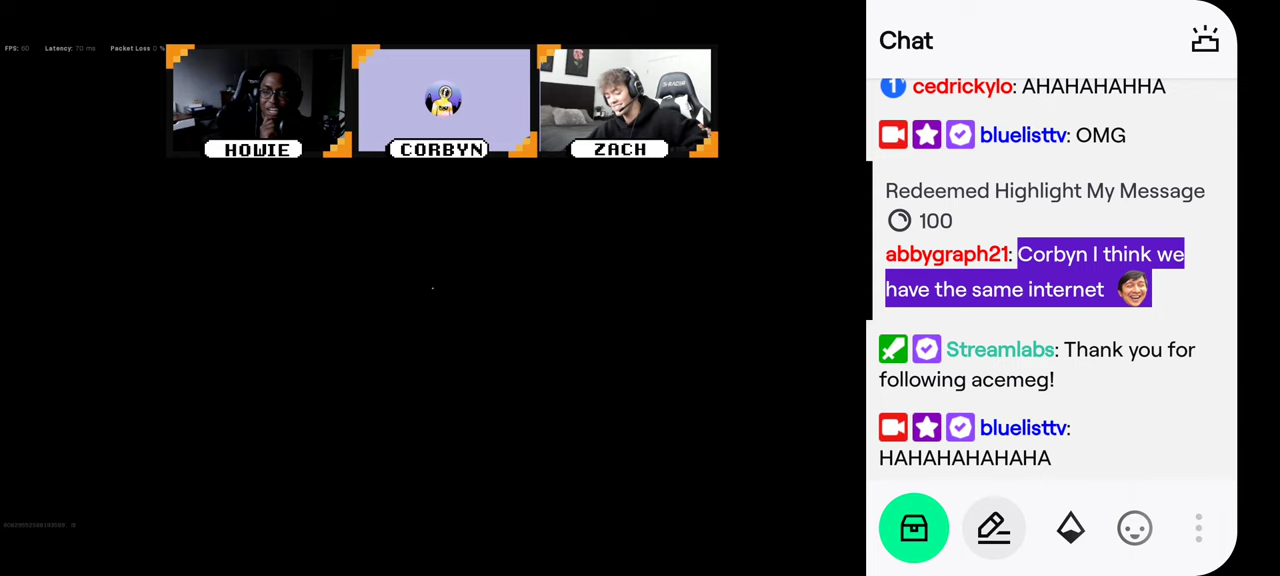 FPS: 60 Latency: 70 ms Packet Loss 0 %
HOWIE
CORBYN
ZACH
Chat
1 cedrickylo: AHAHAHAHHA
bluelisttv: OMG
Redeemed Highlight My Message
100
abbygraph21: Corbyn I think we
have the same internet
Streamlabs: Thank you for
following acemeg!
bluelisttv:
HAHAHAHAHAHA